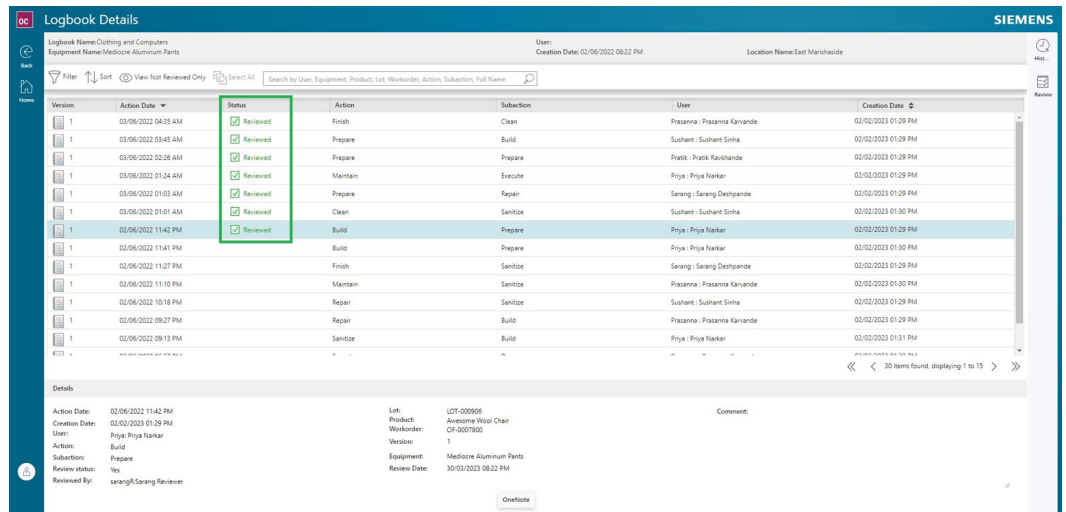 oc Logbook Details SIEMENS
Logbook Name:Clothing and Computers User:
Equipment Name:Mediocre Aluminum Pants Creation Date: 02/06/2022 08:22 PM Location Name:East Marishaside
Back
Home
Hist...
Review
Filter Sort View Not Reviewed Only Select All Search by User, Equipment, Product, Lot, Workorder, Action, Subaction, Full Name
Version Action Date Status Action Subaction User Creation Date
1 03/06/2022 04:35 AM Reviewed Finish Clean Prasanna : Prasanna Karvande 02/02/2023 01:29 PM
1 03/06/2022 03:45 AM Reviewed Prepare Build Sushant : Sushant Sinha 02/02/2023 01:29 PM
1 03/06/2022 02:26 AM Reviewed Prepare Prepare Pratik : Pratik Ravkhande 02/02/2023 01:29 PM
1 03/06/2022 01:24 AM Reviewed Maintain Execute Priya : Priya Narkar 02/02/2023 01:29 PM
1 03/06/2022 01:03 AM Reviewed Prepare Repair Sarang : Sarang Deshpande 02/02/2023 01:29 PM
1 03/06/2022 01:01 AM Reviewed Clean Sanitize Sushant : Sushant Sinha 02/02/2023 01:30 PM
1 02/06/2022 11:42 PM Reviewed Build Prepare Priya : Priya Narkar 02/02/2023 01:29 PM
1 02/06/2022 11:41 PM Build Prepare Priya : Priya Narkar 02/02/2023 01:30 PM
1 02/06/2022 11:27 PM Finish Sanitize Sarang : Sarang Deshpande 02/02/2023 01:29 PM
1 02/06/2022 11:10 PM Maintain Sanitize Prasanna : Prasanna Karvande 02/02/2023 01:30 PM
1 02/06/2022 10:18 PM Repair Sanitize Sushant : Sushant Sinha 02/02/2023 01:29 PM
1 02/06/2022 09:27 PM Repair Build Prasanna : Prasanna Karvande 02/02/2023 01:29 PM
1 02/06/2022 09:13 PM Sanitize Build Priya : Priya Narkar 02/02/2023 01:31 PM
30 items found, displaying 1 to 15
Details
Action Date: 02/06/2022 11:42 PM Lot: LOT-000906 Comment:
Creation Date: 02/02/2023 01:29 PM Product: Awesome Wool Chair
User: Priya: Priya Narkar Workorder: OF-0007800
Action: Build Version: 1
Subaction: Prepare Equipment: Mediocre Aluminum Pants
Review status: Yes Review Date: 30/03/2023 08:22 PM
Reviewed By: sarangR:Sarang Reviewer
OneNote